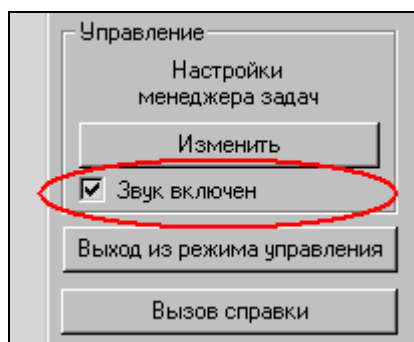 Управление
Настройки
менеджера задач
Изменить
Звук включен
Выход из режима управления
Вызов справки